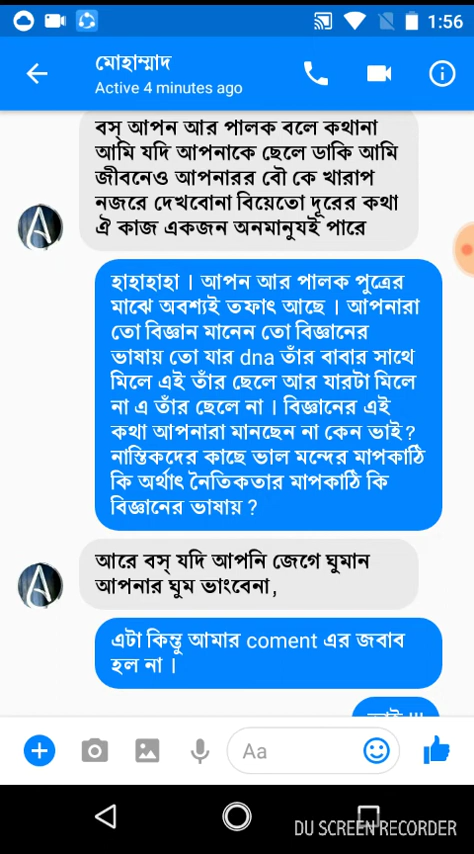 1:56
মোহাম্মাদ
Active 4 minutes ago
বস্ আপন আর পালক বলে কথানা
আমি যদি আপনাকে ছেলে ডাকি আমি
জীবনেও আপনারর বৌ কে খারাপ
নজরে দেখবোনা বিয়েতো দূরের কথা
ঐ কাজ একজন অনমানুযই পারে
হাহাহাহা । আপন আর পালক পুত্রের
মাঝে অবশ্যই তফাৎ আছে । আপনারা
তো বিজ্ঞান মানেন তো বিজ্ঞানের
ভাষায় তো যার dna তাঁর বাবার সাথে
মিলে এই তাঁর ছেলে আর যারটা মিলে
না এ তাঁর ছেলে না । বিজ্ঞানের এই
কথা আপনারা মানছেন না কেন ভাই?
নাস্তিকদের কাছে ভাল মন্দের মাপকাঠি
কি অর্থাৎ নৈতিকতার মাপকাঠি কি
বিজ্ঞানের ভাষায় ?
আরে বস্ যদি আপনি জেগে ঘুমান
আপনার ঘুম ভাংবেনা,
এটা কিন্তু আমার coment এর জবাব
হল না ।
Aa
DU SCREEN RECORDER